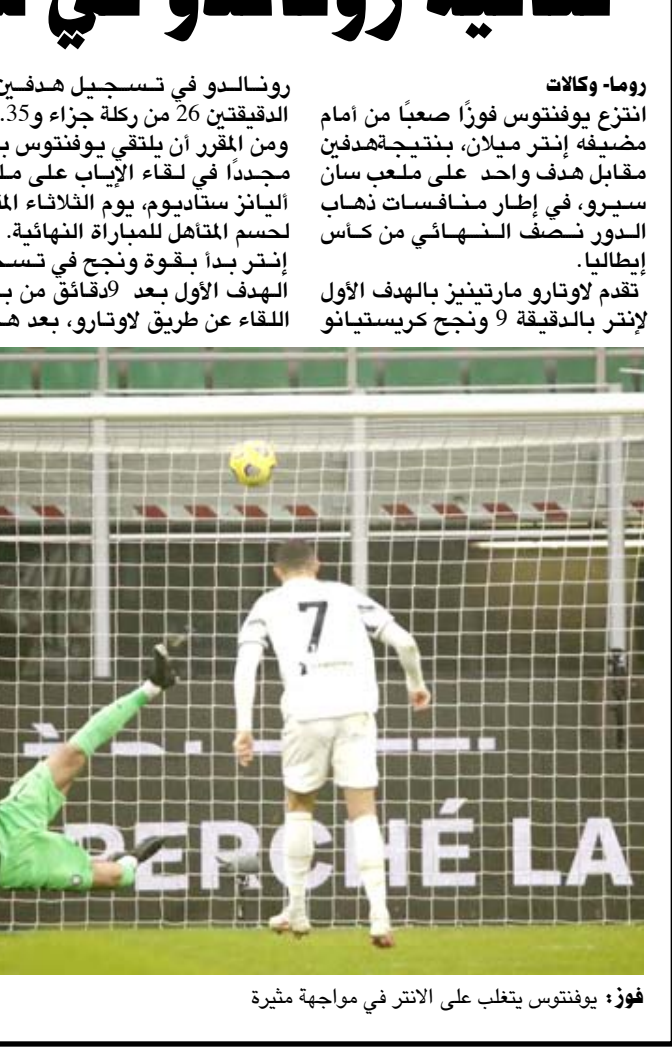 رونالدو في
روما- وكالات
انتزع يوفنتوس فوزًا صعبًا من أمام
مضيفه إنتر ميلان، بنتيجةهدفين
مقابل هدف واحد على ملعب سان
سيرو، في إطار منافسات ذهاب
الدور نصف النهائي من كأس
إيطاليا.
تقدم لاوتارو مارتينيز بالهدف الأول
لإنتر بالدقيقة 9 ونجح كريستيانو
رونالدو في تسجيل هدفين
الدقيقتين 26 من ركلة جزاء و35.
ومن المقرر أن يلتقي يوفنتوس
مجددًا في لقاء الإياب على
أليانز ستاديوم، يوم الثلاثاء
لحسم المتأهل للمباراة النهائية.
إنتر بدأ بقوة ونجح في
الهدف الأول بعد 9دقائق من
اللقاء عن طريق لاوتارو، بعد
7
PERCHÉ LA
فوز: يوفنتوس يتغلب على الانتر في مواجهة مثيرة